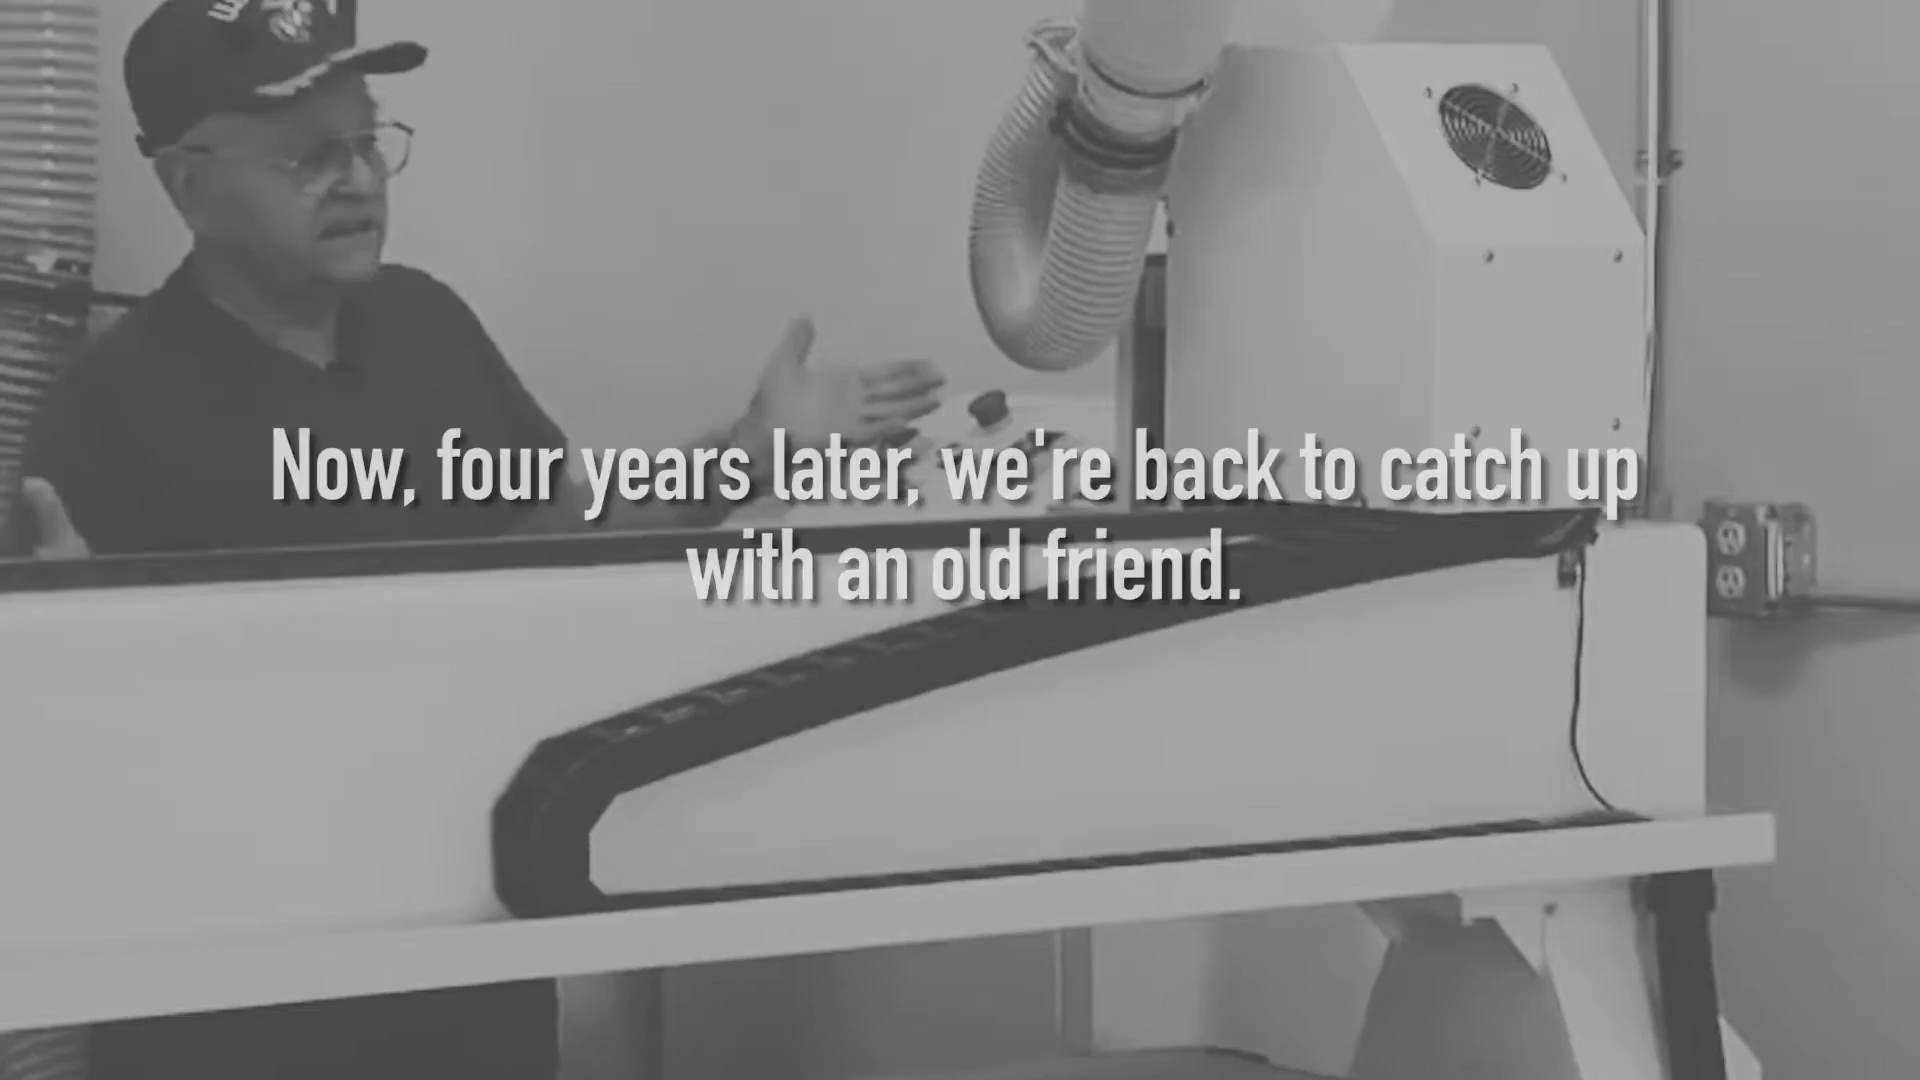 Now, four years later, we're back to catch up
with an old friend.